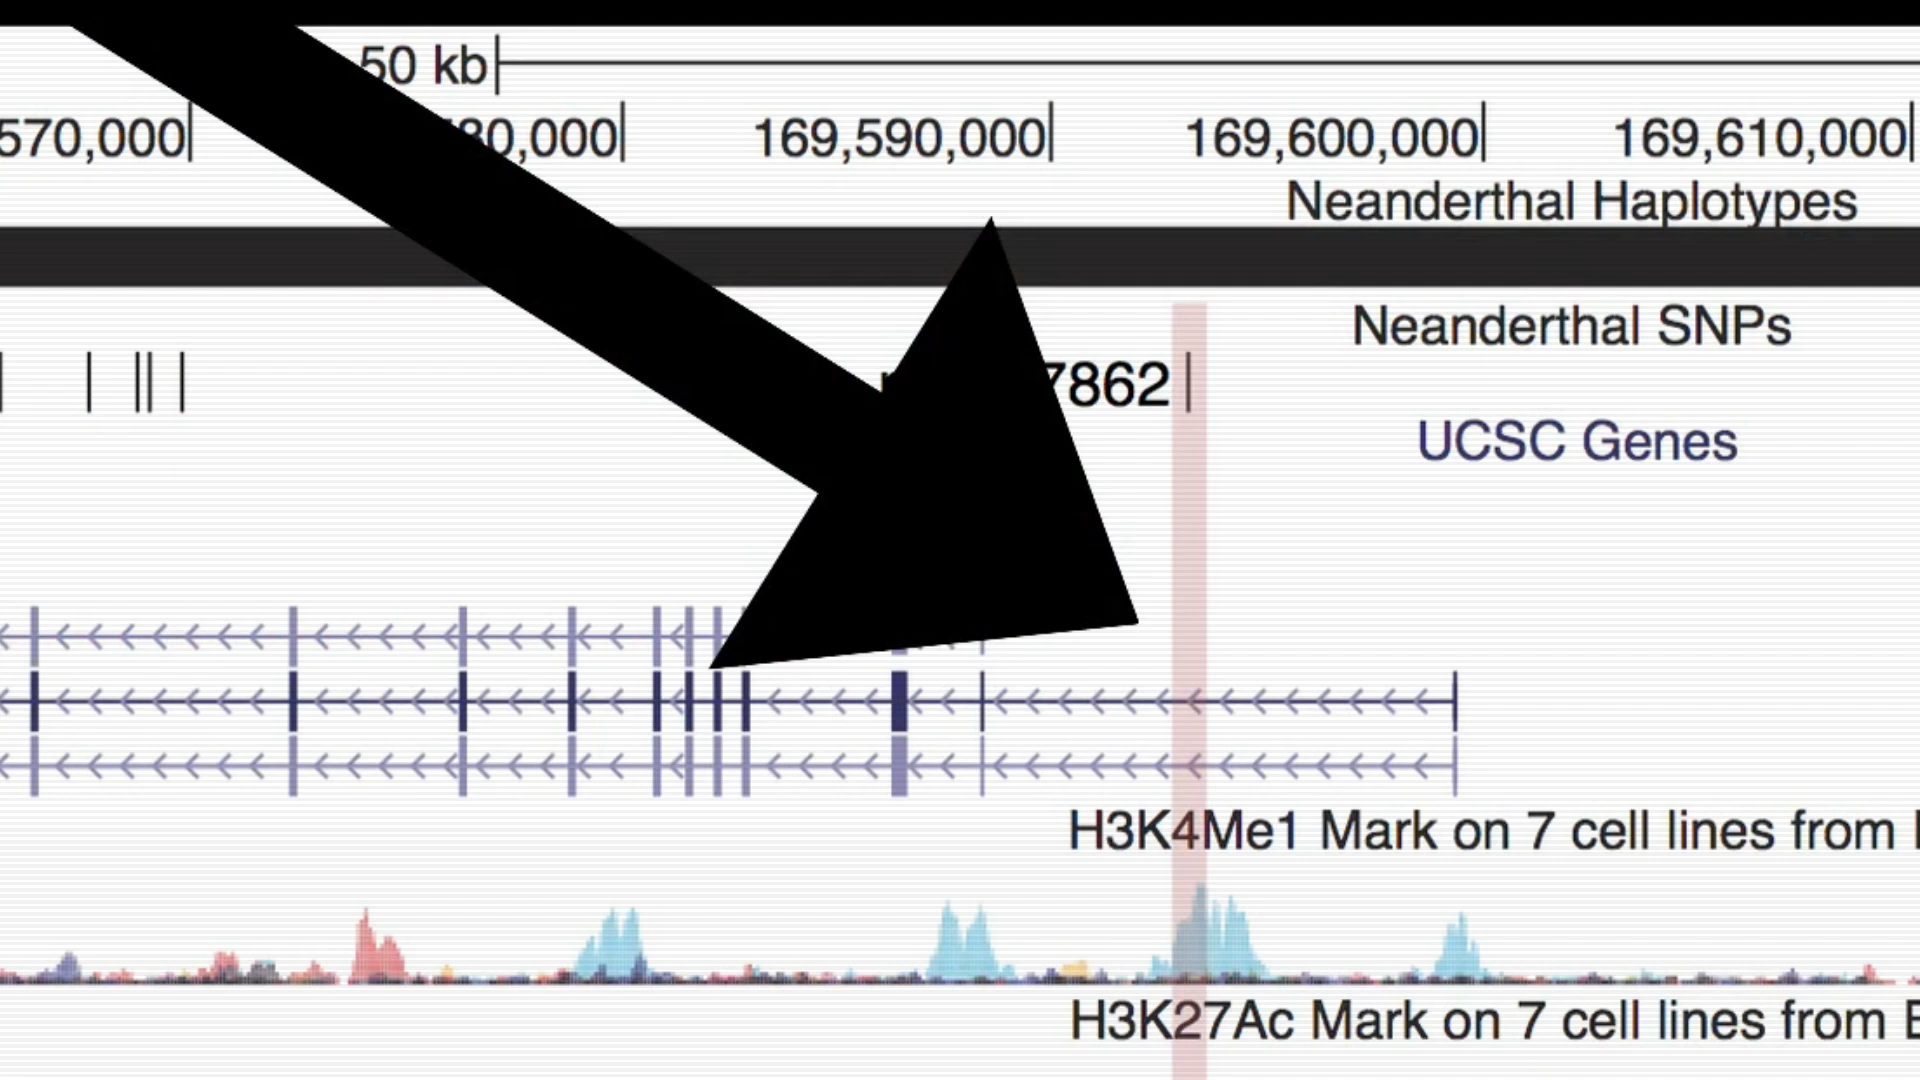 50 kb
570,000 80,000 169,590,000 169,600,000 169,610,000
Neanderthal Haplotypes
Neanderthal SNPs
7862
UCSC Genes
H3K4Me1 Mark on 7 cell lines from
H3K27Ac Mark on 7 cell lines from E